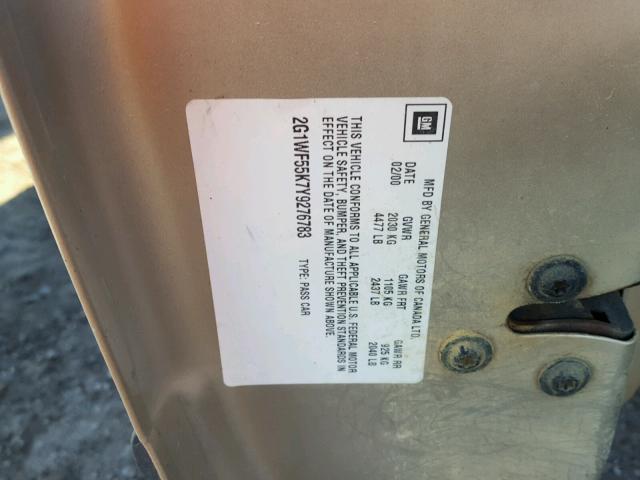 GM
MFD BY GENERAL MOTORS OF CANADA LTD.
DATE GVWR GAWR FRT GAWR RR
02/00 2030 KG 1105 KG 925 KG
4477 LB 2437 LB 2040 LB
THIS VEHICLE CONFORMS TO ALL APPLICABLE U.S. FEDERAL MOTOR
VEHICLE SAFETY, BUMPER, AND THEFT PREVENTION STANDARDS IN
EFFECT ON THE DATE OF MANUFACTURE SHOWN ABOVE.
2G1WF55K7Y9276783 TYPE: PASS CAR